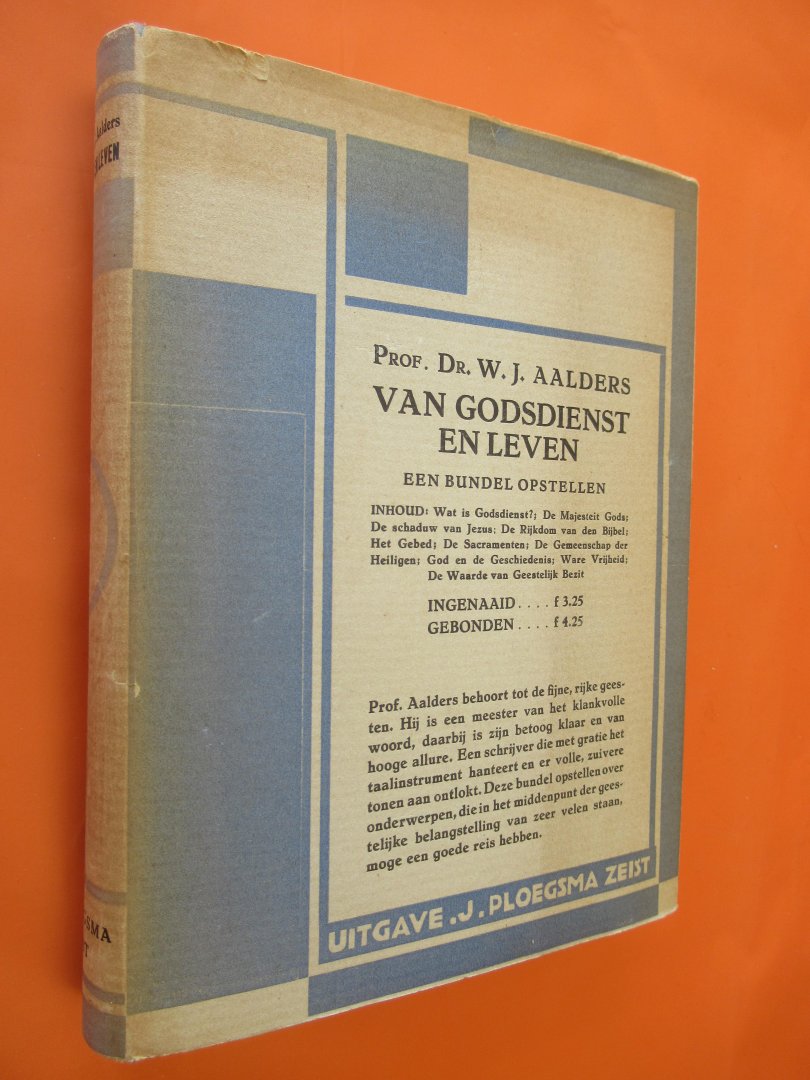 Aalders
LEVEN
PROF. DR. W. J. AALDERS
VAN GODSDIENST
EN LEVEN
EEN BUNDEL OPSTELLEN
INHOUD: Wat is Godsdienst?; De Majesteit Gods;
De schaduw van Jezus; De Rijkdom van den Bijbel;
Het Gebed; De Sacramenten; De Gemeenschap der
Heiligen; God en de Geschiedenis; Ware Vrijheid;
De Waarde van Geestelijk Bezit
INGENAAID .... f 3.25
GEBONDEN .... f 4.25
Prof. Aalders behoort tot de fijne, rijke gees-
ten. Hij is een meester van het klankvolle
woord, daarbij is zijn betoog klaar en van
hooge allure. Een schrijver die met gratie het
taalinstrument hanteert en er volle, zuivere
tonen aan ontlokt. Deze bundel opstellen over
onderwerpen, die in het middenpunt der gees-
telijke belangstelling van zeer velen staan,
moge een goede reis hebben.
UITGAVE .J. PLOEGSMA ZEIST
SMA
T